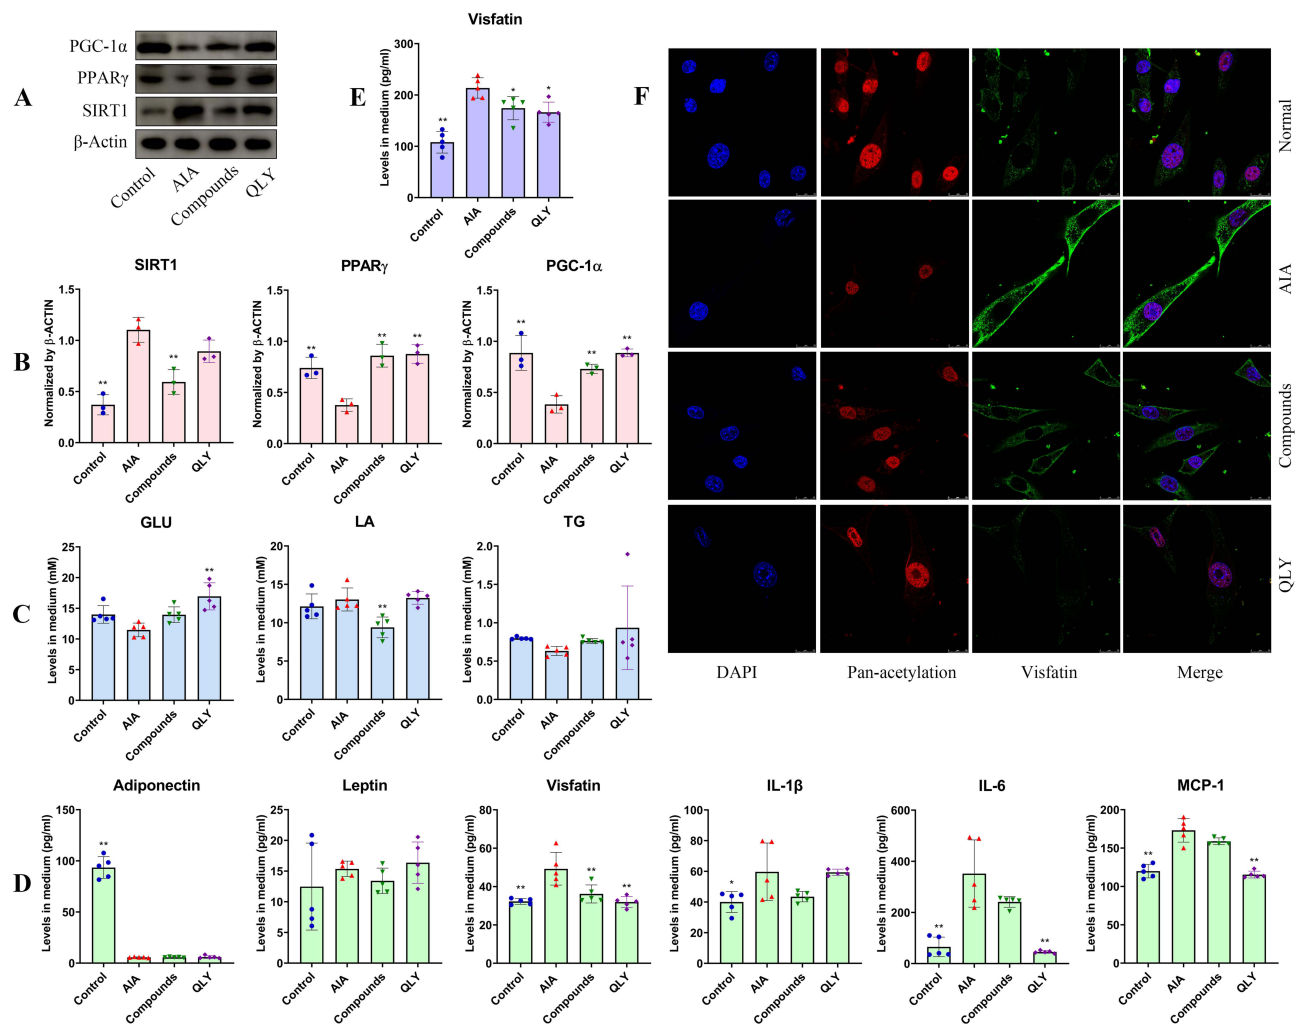 A
PGC-1α
PPARγ
SIRT1
β-Actin
Control
AIA
Compounds
QLY
E
Visfatin
Levels in medium (pg/ml)
300
200
100
0
**
*
*
Control
AIA
Compounds
QLY
B
SIRT1
Normalized by β-ACTIN
1.5
1.0
0.5
0.0
**
**
Control
AIA
Compounds
QLY
PPARγ
Normalized by β-ACTIN
1.5
1.0
0.5
0.0
**
**
**
Control
AIA
Compounds
QLY
PGC-1α
Normalized by β-ACTIN
1.5
1.0
0.5
0.0
**
**
**
Control
AIA
Compounds
QLY
C
GLU
Levels in medium (mM)
25
20
15
10
5
0
**
Control
AIA
Compounds
QLY
LA
Levels in medium (mM)
20
15
10
5
0
**
Control
AIA
Compounds
QLY
TG
Levels in medium (mM)
2.0
1.5
1.0
0.5
0.0
Control
AIA
Compounds
QLY
D
Adiponectin
Levels in medium (pg/ml)
150
100
50
0
**
Control
AIA
Compounds
QLY
Leptin
Levels in medium (pg/ml)
25
20
15
10
5
0
Control
AIA
Compounds
QLY
Visfatin
Levels in medium (pg/ml)
80
60
40
20
0
**
**
**
Control
AIA
Compounds
QLY
IL-1β
Levels in medium (pg/ml)
100
80
60
40
20
0
*
Control
AIA
Compounds
QLY
IL-6
Levels in medium (pg/ml)
600
400
200
0
**
**
Control
AIA
Compounds
QLY
MCP-1
Levels in medium (pg/ml)
200
150
100
50
0
**
**
Control
AIA
Compounds
QLY
F
Normal
AIA
Compounds
QLY
DAPI
Pan-acetylation
Visfatin
Merge